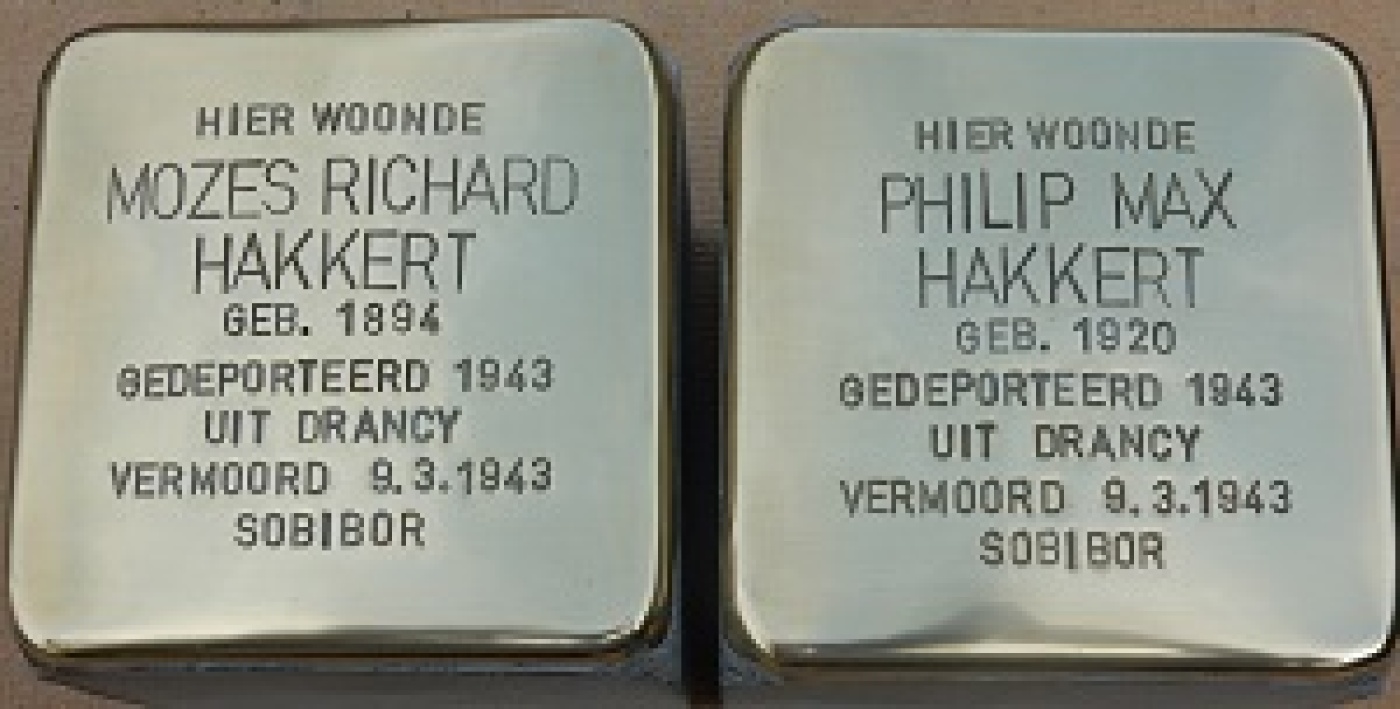 HIER WOONDE
MOZES RICHARD
HAKKERT
GEB. 1894
GEDEPORTEERD 1943
UIT DRANCY
VERMOORD 9.3.1943
SOBIBOR
HIER WOONDE
PHILIP MAX
HAKKERT
GEB. 1920
GEDEPORTEERD 1943
UIT DRANCY
VERMOORD 9.3.1943
SOBIBOR